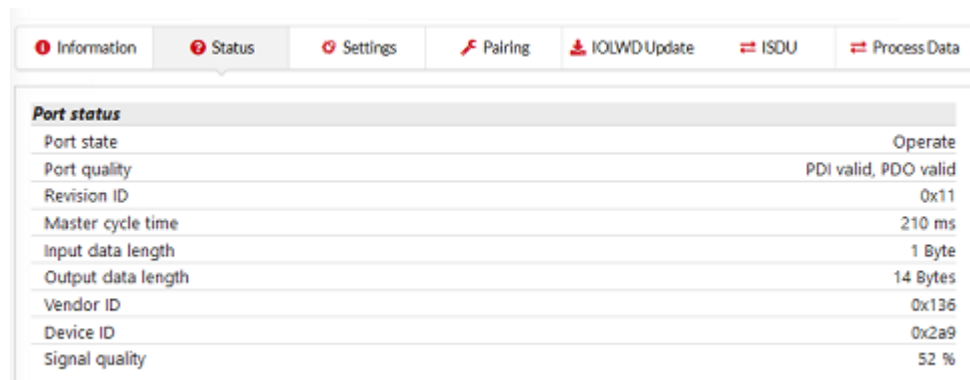 Information Status Settings Pairing IOLWD Update ISDU Process Data
Port status
Port state Operate
Port quality PDI valid, PDO valid
Revision ID 0x11
Master cycle time 210 ms
Input data length 1 Byte
Output data length 14 Bytes
Vendor ID 0x136
Device ID 0x2a9
Signal quality 52 %